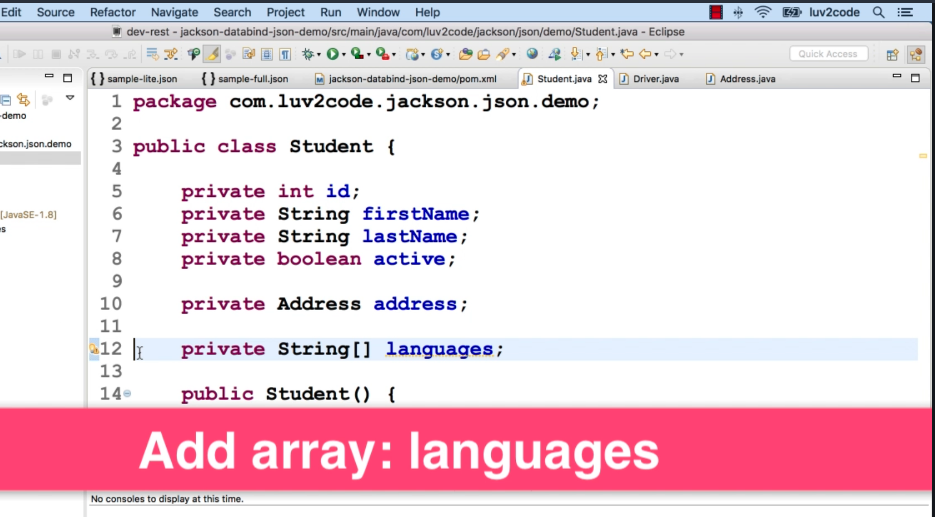 Edit Source Refactor Navigate Search Project Run Window Help luv2code
dev-rest - jackson-databind-json-demo/src/main/java/com/luv2code/jackson/json/demo/Student.java - Eclipse
Quick Access
sample-lite.json sample-full.json jackson-databind-json-demo/pom.xml Student.java Driver.java Address.java
-demo
ckson.json.demo
[JavaSE-1.8]
s
1 package com.luv2code.jackson.json.demo;
2
3 public class Student {
4
5 private int id;
6 private String firstName;
7 private String lastName;
8 private boolean active;
9
10 private Address address;
11
12 private String[] languages;
13
14 public Student() {
Add array: languages
No consoles to display at this time.